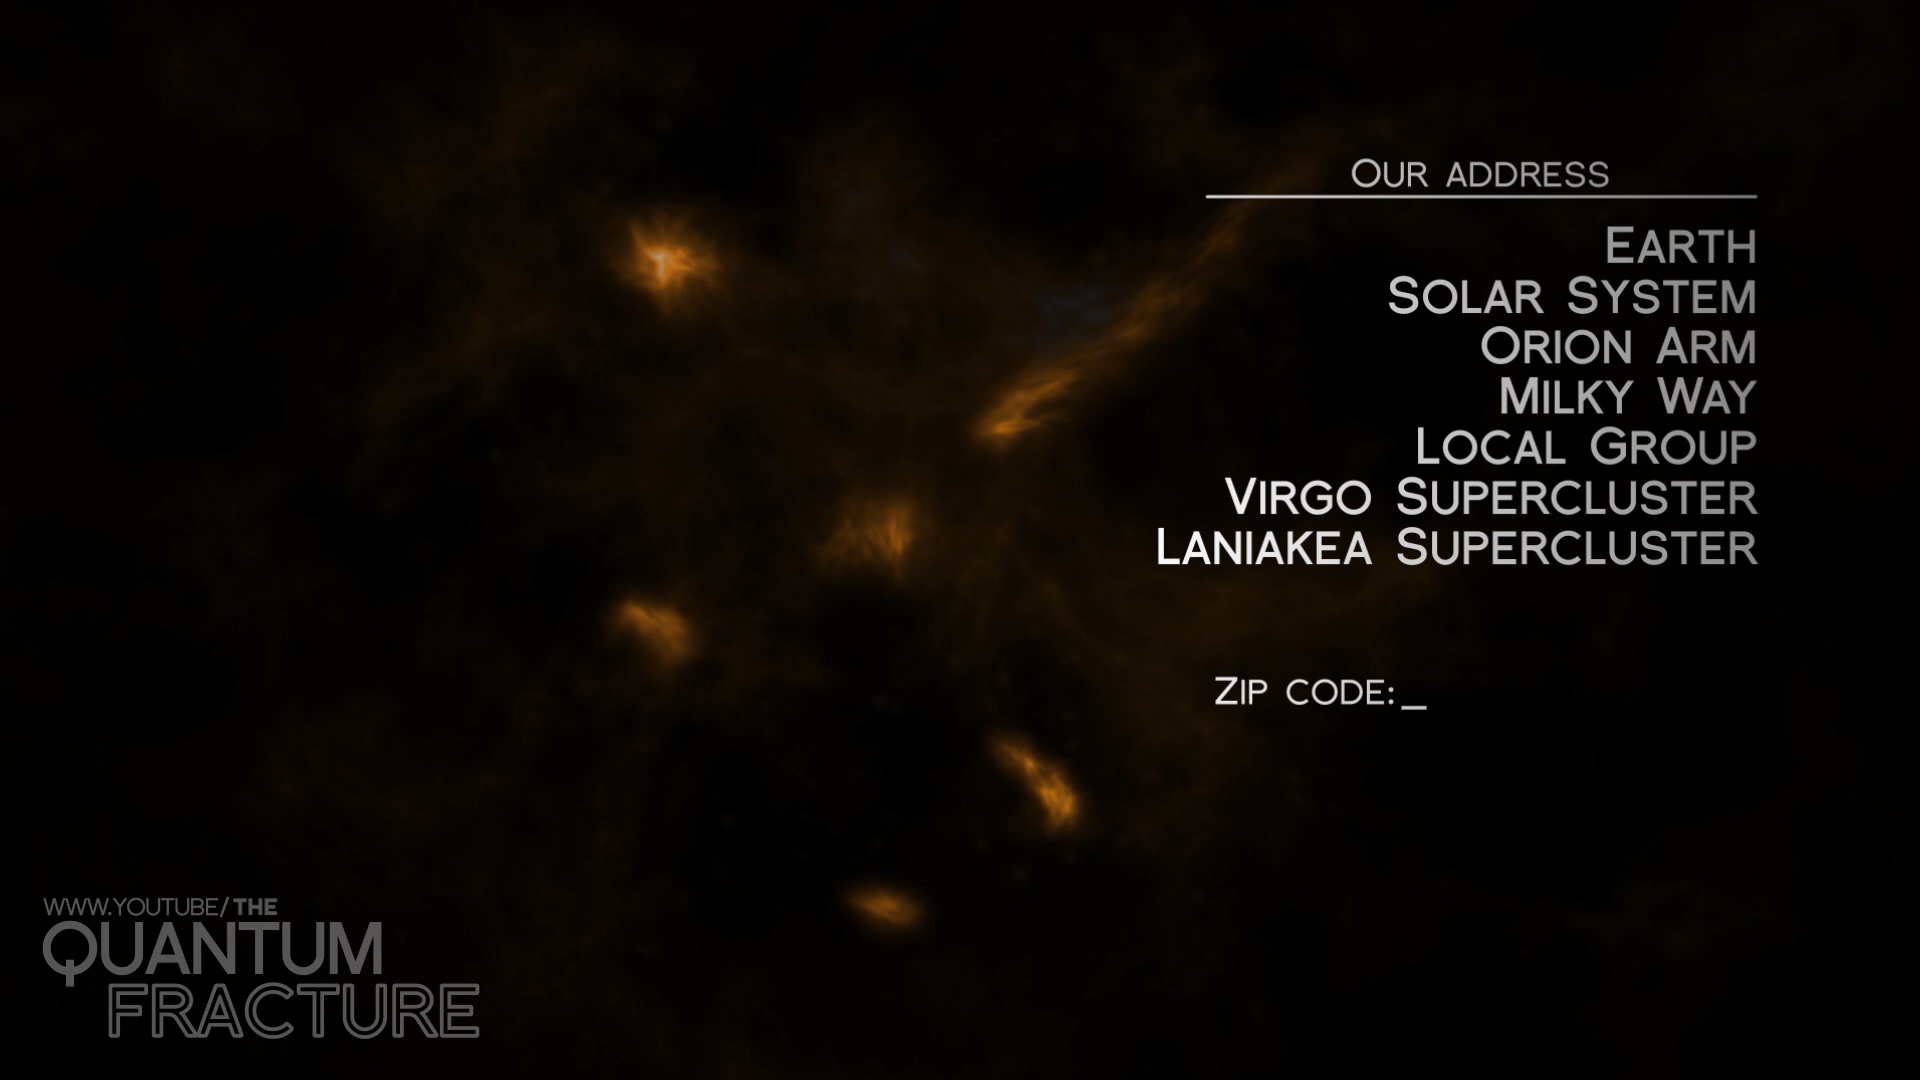 Our address
Earth
Solar System
Orion Arm
Milky Way
Local Group
Virgo Supercluster
Laniakea Supercluster
Zip code:_
www.youtube/the
Quantum
Fracture